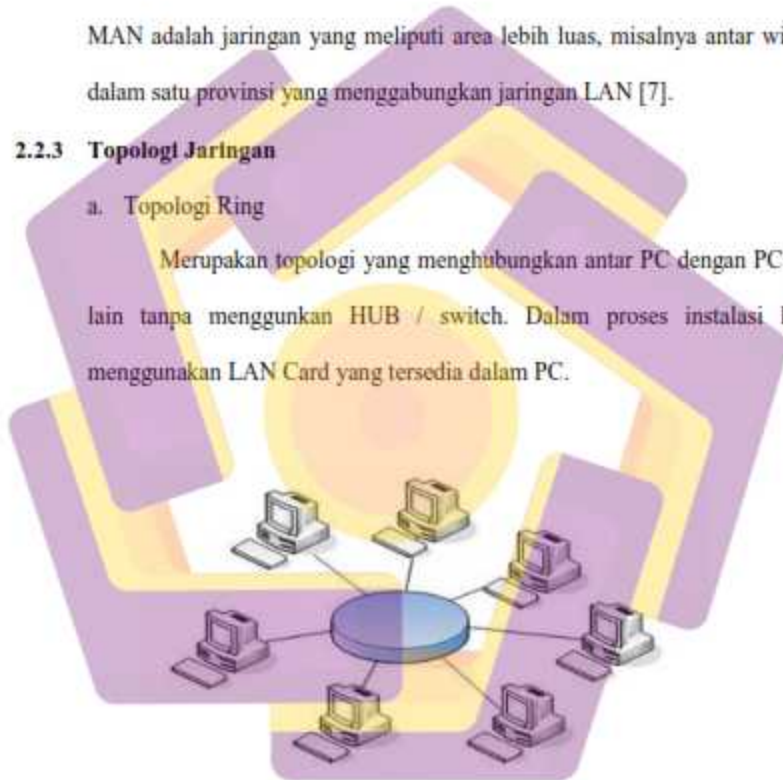 MAN adalah jaringan yang meliputi area lebih luas, misalnya antar
dalam satu provinsi yang menggabungkan jaringan LAN [7].
2.2.3 Topologi Jaringan
a. Topologi Ring
Merupakan topologi yang menghubungkan antar PC dengan PC
lain tanpa menggunkan HUB / switch. Dalam proses instalasi
menggunakan LAN Card yang tersedia dalam PC.